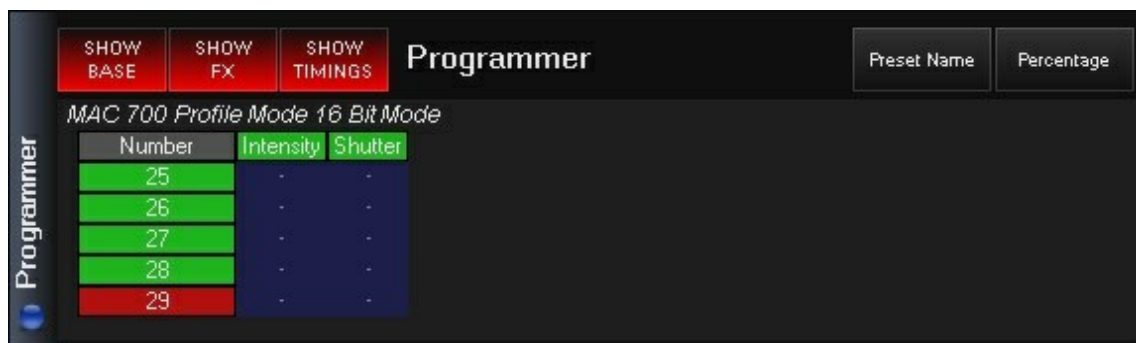 SHOW BASE
SHOW FX
SHOW TIMINGS
Programmer
Preset Name
Percentage
MAC 700 Profile Mode 16 Bit Mode
Number Intensity Shutter
25 - -
26 - -
27 - -
28 - -
29 - -
Programmer